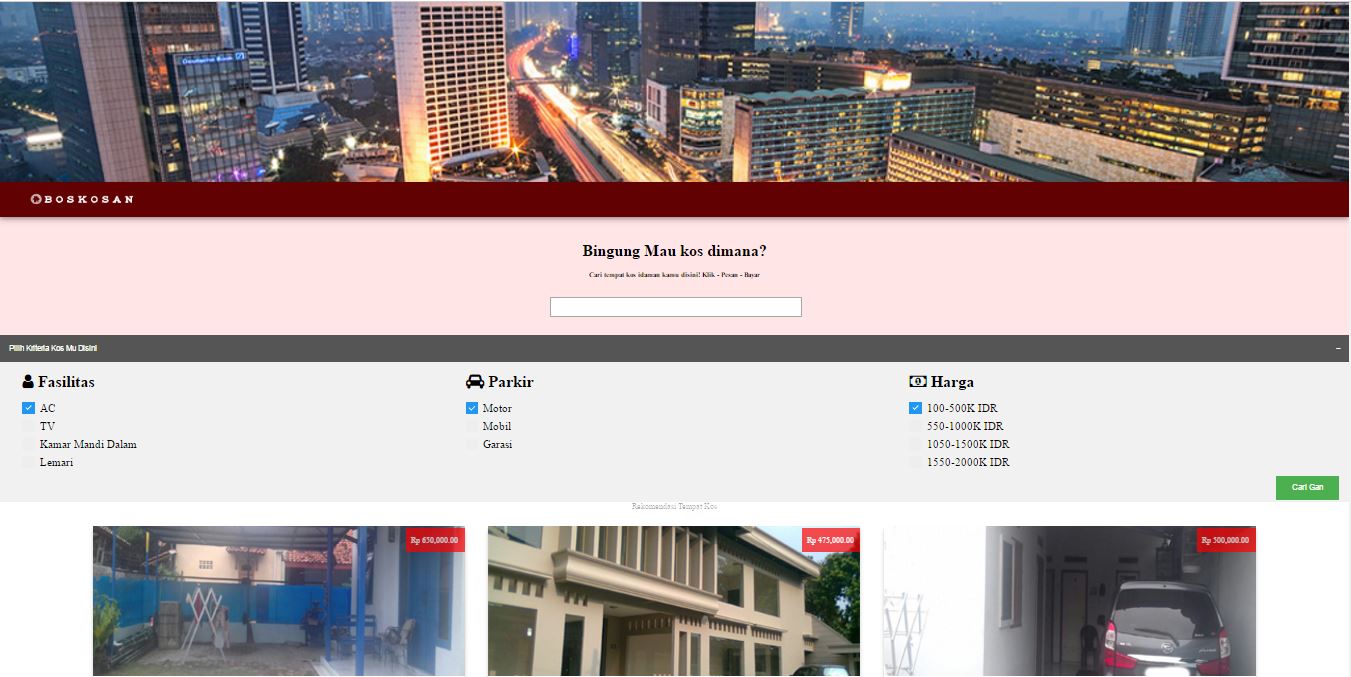 Deutsche Bank
BOSKOSAN
Bingung Mau kos dimana?
Cari tempat kos idaman kamu disini! Klik - Pesan - Bayar
Pilih Kriteria Kos Mu Disini
–
Fasilitas
AC
TV
Kamar Mandi Dalam
Lemari
Parkir
Motor
Mobil
Garasi
Harga
100-500K IDR
550-1000K IDR
1050-1500K IDR
1550-2000K IDR
Cari Gan
Rekomendasi Tempat Kos
Rp 650,000.00
Rp 475,000.00
Rp 500,000.00